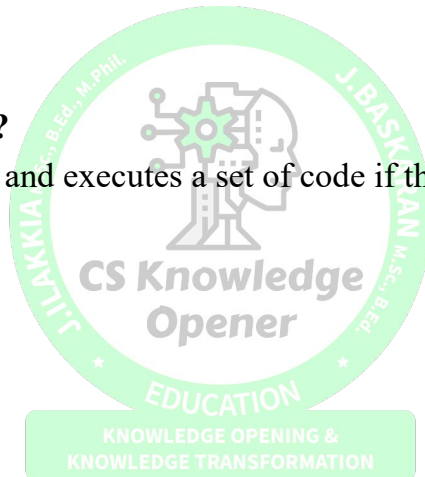 ?
and executes a set of code if th
J.ILAKKIA M.Sc., B.Ed., M.Phil.
J.BASKARAN M.Sc., B.Ed.
CS Knowledge
Opener
EDUCATION
KNOWLEDGE OPENING &
KNOWLEDGE TRANSFORMATION